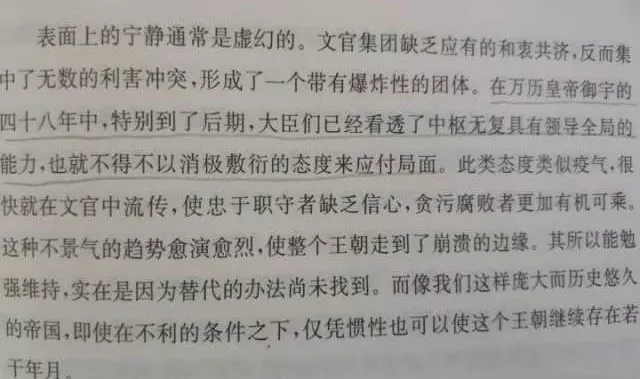 表面上的宁静通常是虚幻的。文官集团缺乏应有的和衷共济,反而集
中了无数的利害冲突,形成了一个带有爆炸性的团体。在万历皇帝御宇的
四十八年中,特别到了后期,大臣们已经看透了中枢无复具有领导全局的
能力,也就不得不以消极敷衍的态度来应付局面。此类态度类似疫气,很
快就在文官中流传,使忠于职守者缺乏信心,贪污腐败者更加有机可乘。
这种不景气的趋势愈演愈烈,使整个王朝走到了崩溃的边缘。其所以能勉
强维持,实在是因为替代的办法尚未找到。而像我们这样庞大而历史悠久
的帝国,即使在不利的条件之下,仅凭惯性也可以使这个王朝继续存在若
干年月。